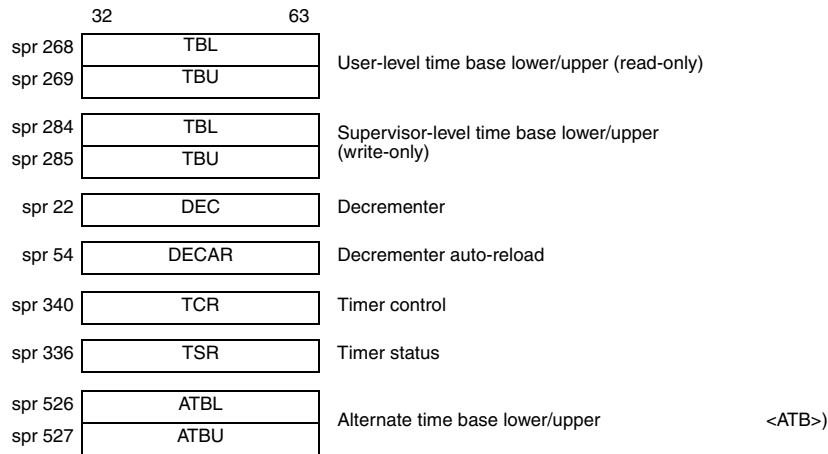 32 63
spr 268 TBL
User-level time base lower/upper (read-only)
spr 269 TBU
spr 284 TBL
Supervisor-level time base lower/upper
(write-only)
spr 285 TBU
spr 22 DEC Decrementer
spr 54 DECAR Decrementer auto-reload
spr 340 TCR Timer control
spr 336 TSR Timer status
spr 526 ATBL
Alternate time base lower/upper <ATB>)
spr 527 ATBU